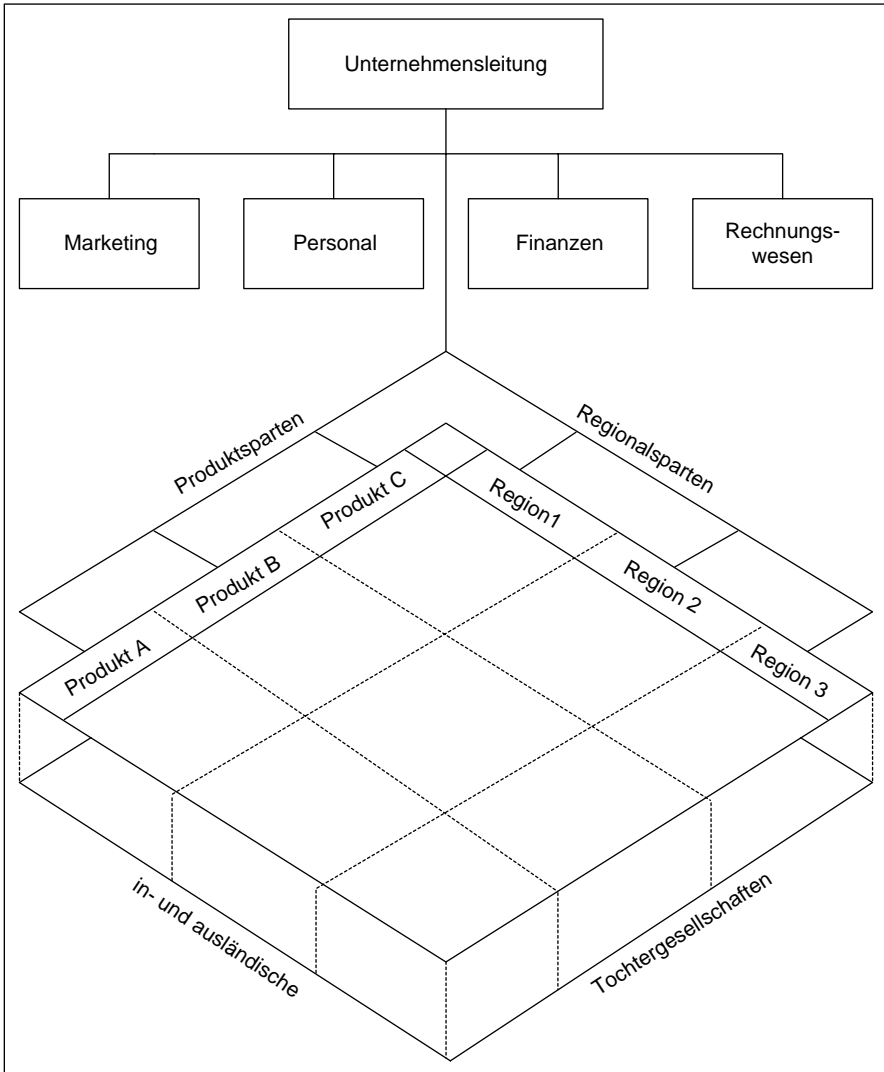 Unternehmensleitung
Marketing
Personal
Finanzen
Rechnungs-
wesen
Produktsparten
Regionalsparten
Produkt A
Produkt B
Produkt C
Region1
Region 2
Region 3
in- und ausländische
Tochtergesellschaften